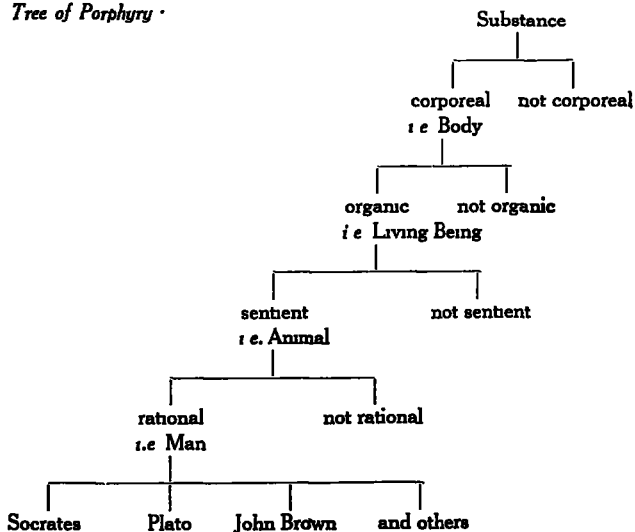 Tree of Porphyry ·
Substance
corporeal not corporeal
i e Body
organic not organic
i e Living Being
sentient not sentient
i e. Animal
rational not rational
i.e Man
Socrates Plato John Brown and others